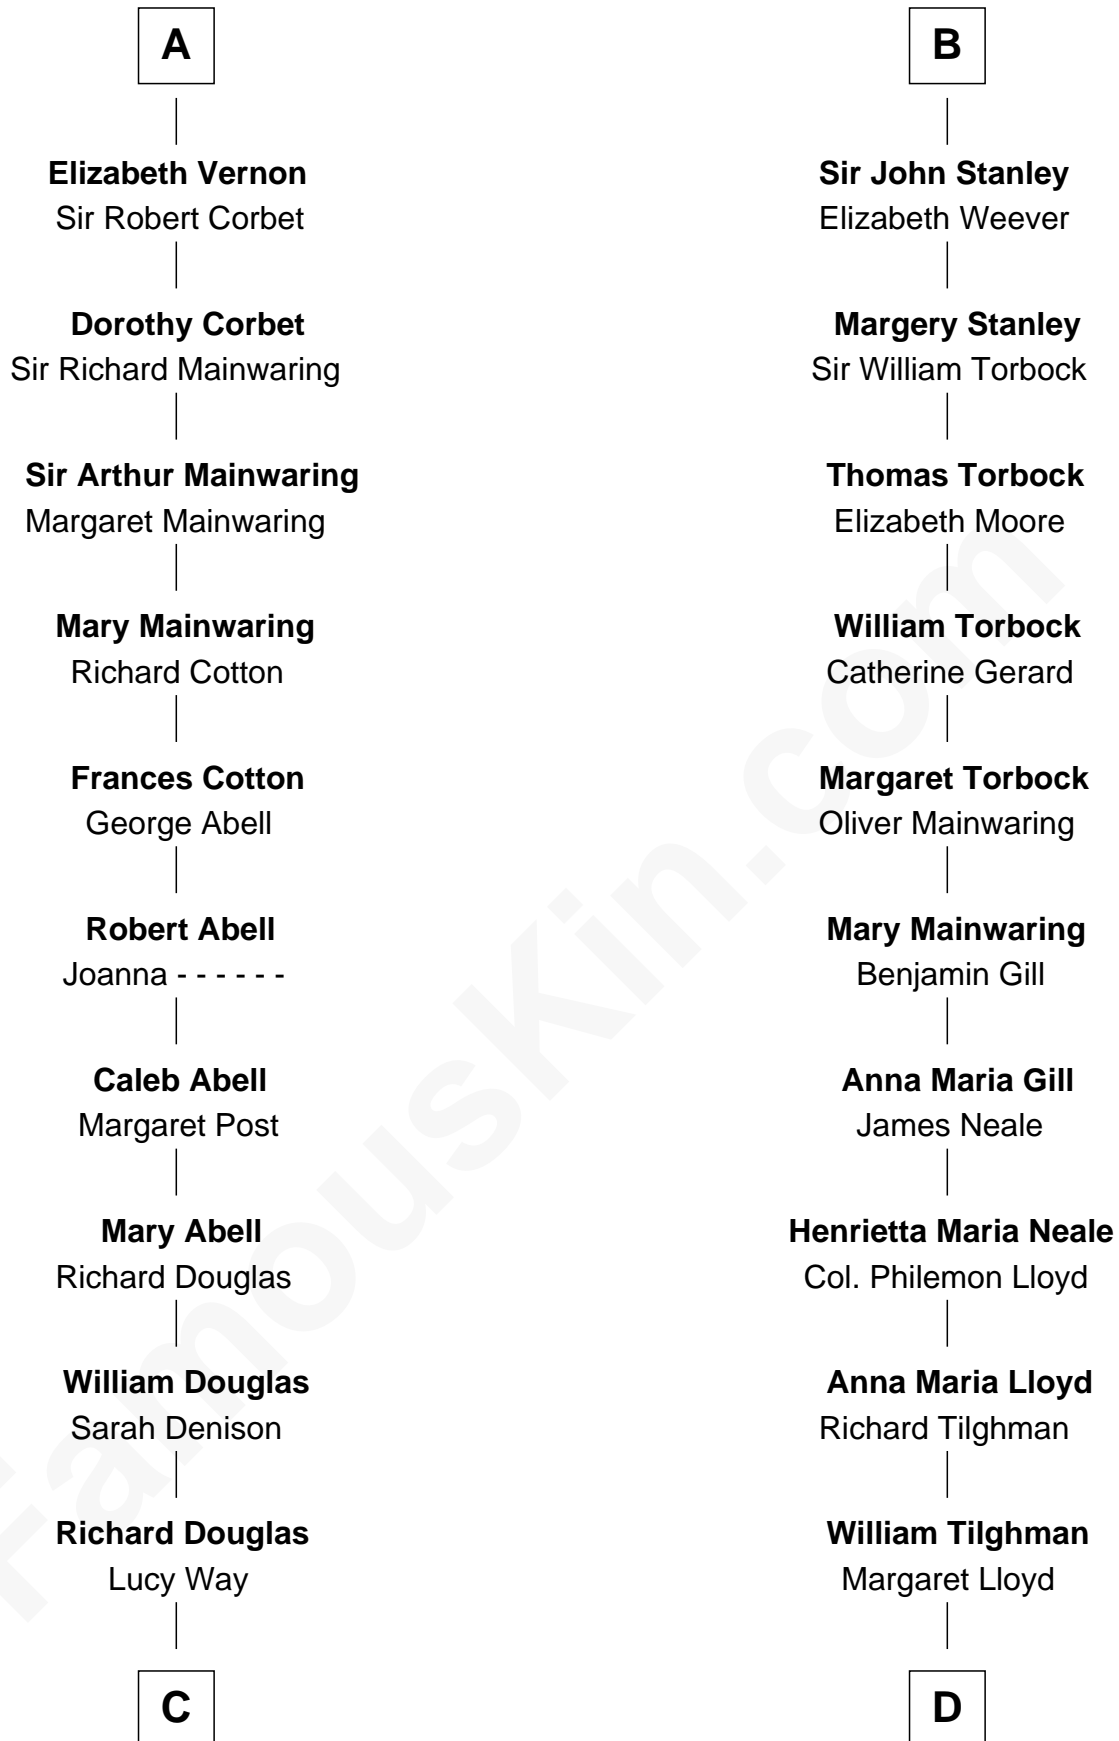 A
Elizabeth Vernon
Sir Robert Corbet
Dorothy Corbet
Sir Richard Mainwaring
Sir Arthur Mainwaring
Margaret Mainwaring
Mary Mainwaring
Richard Cotton
Frances Cotton
George Abell
Robert Abell
Joanna - - - - - -
Caleb Abell
Margaret Post
Mary Abell
Richard Douglas
William Douglas
Sarah Denison
Richard Douglas
Lucy Way
C
B
Sir John Stanley
Elizabeth Weever
Margery Stanley
Sir William Torbock
Thomas Torbock
Elizabeth Moore
William Torbock
Catherine Gerard
Margaret Torbock
Oliver Mainwaring
Mary Mainwaring
Benjamin Gill
Anna Maria Gill
James Neale
Henrietta Maria Neale
Col. Philemon Lloyd
Anna Maria Lloyd
Richard Tilghman
William Tilghman
Margaret Lloyd
D
FamousKin.com